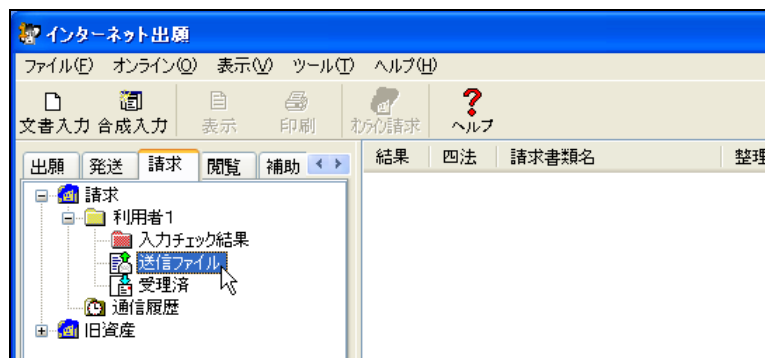 インターネット出願
ファイル(F) オンライン(O) 表示(V) ツール(T) ヘルプ(H)
文書入力 合成入力 表示 印刷 オンライン請求 ヘルプ
出願 発送 請求 閲覧 補助
結果 四法 請求書類名 整理
請求
利用者1
入力チェック結果
送信ファイル
受理済
通信履歴
旧資産